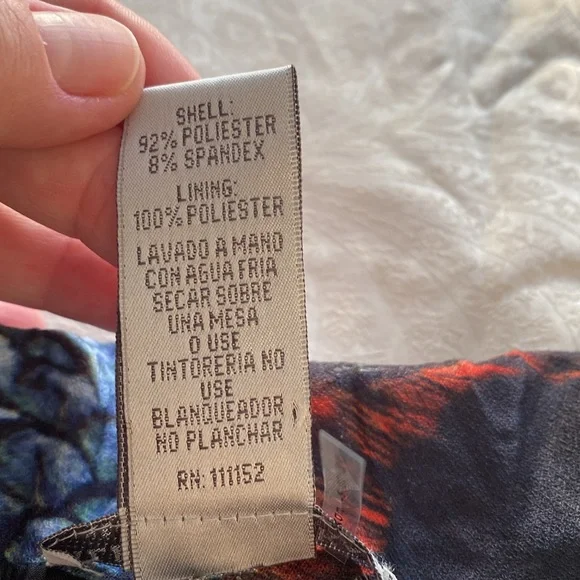 SHELL:
92% POLIESTER
8% SPANDEX
LINING:
100% POLIESTER
LAVADO A MANO
CON AGUA FRIA
SECAR SOBRE
UNA MESA
O USE
TINTORERIA NO
USE
BLANQUEADOR
NO PLANCHAR
RN: 111152